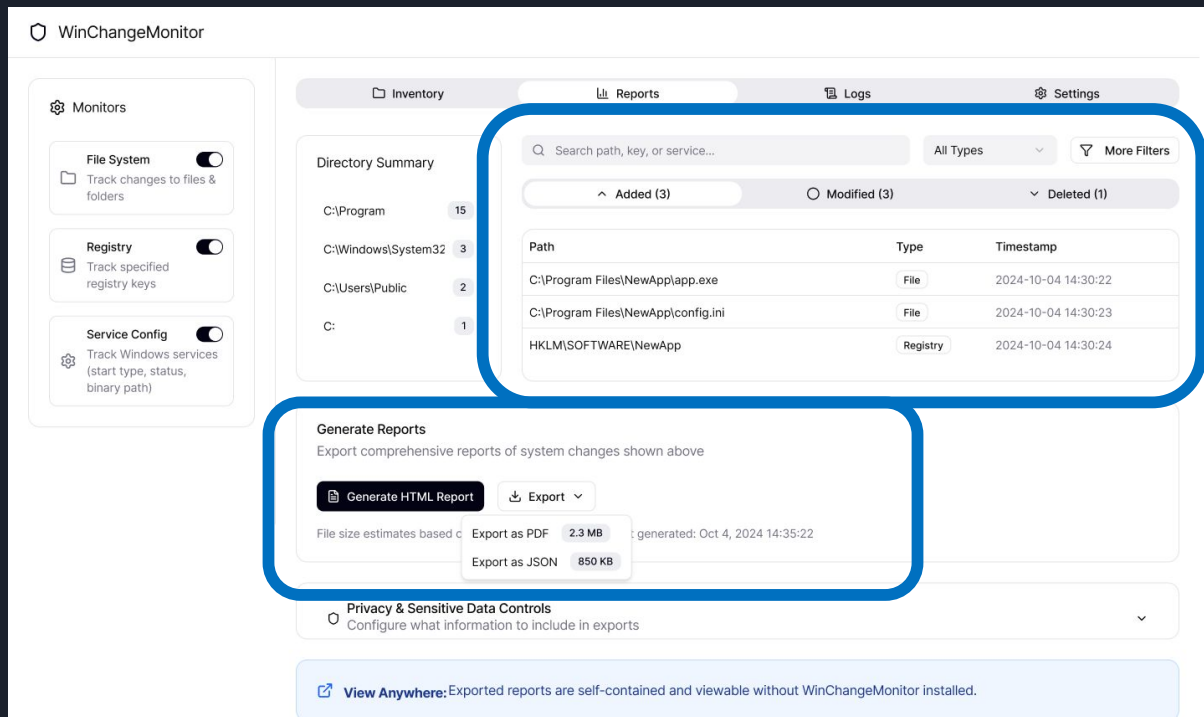 WinChangeMonitor
Monitors
File System
Track changes to files &
folders
Registry
Track specified
registry keys
Service Config
Track Windows services
(start type, status,
binary path)
Inventory
Reports
Logs
Settings
Directory Summary
C:\Program 15
C:\Windows\System32 3
C:\Users\Public 2
C: 1
Search path, key, or service...
All Types
More Filters
Added (3)
Modified (3)
Deleted (1)
Path Type Timestamp
C:\Program Files\NewApp\app.exe File 2024-10-04 14:30:22
C:\Program Files\NewApp\config.ini File 2024-10-04 14:30:23
HKLM\SOFTWARE\NewApp Registry 2024-10-04 14:30:24
Generate Reports
Export comprehensive reports of system changes shown above
Generate HTML Report
Export
File size estimates based generated: Oct 4, 2024 14:35:22
Export as PDF 2.3 MB
Export as JSON 850 KB
Privacy & Sensitive Data Controls
Configure what information to include in exports
View Anywhere: Exported reports are self-contained and viewable without WinChangeMonitor installed.